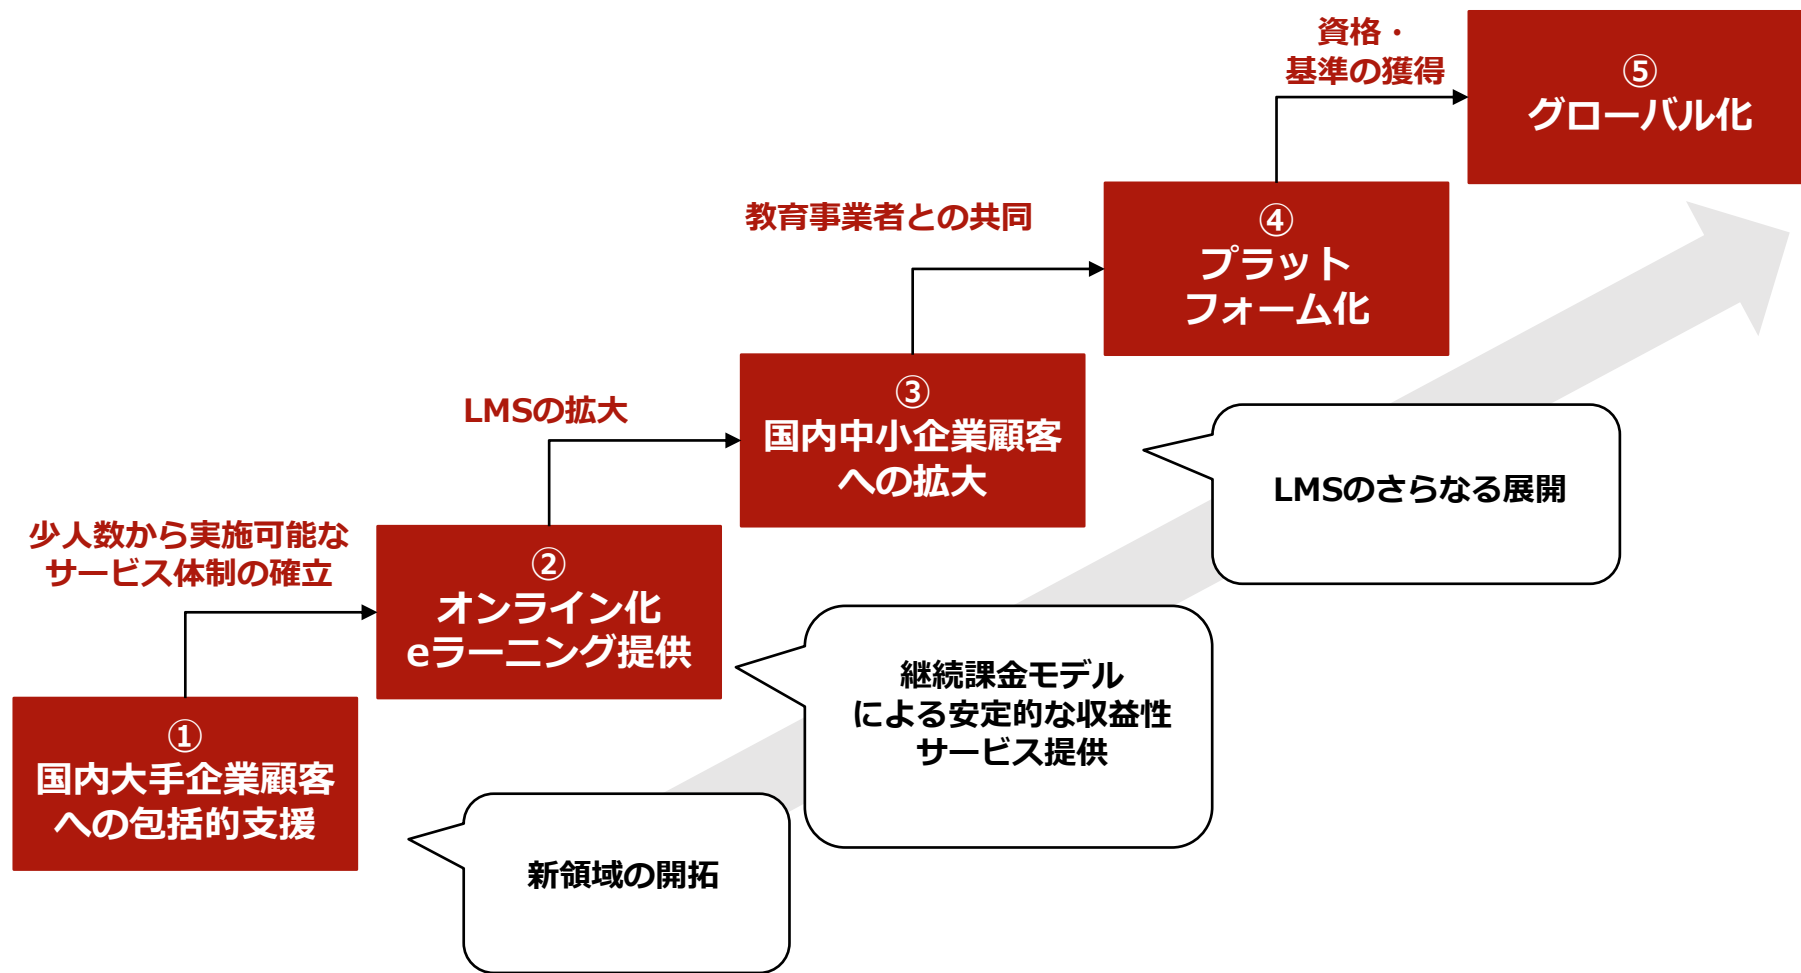 資格・
基準の獲得
⑤
グローバル化
教育事業者との共同
④
プラット
フォーム化
LMSの拡大
③
国内中小企業顧客
への拡大
LMSのさらなる展開
少人数から実施可能な
サービス体制の確立
②
オンライン化
eラーニング提供
継続課金モデル
による安定的な収益性
サービス提供
①
国内大手企業顧客
への包括的支援
新領域の開拓